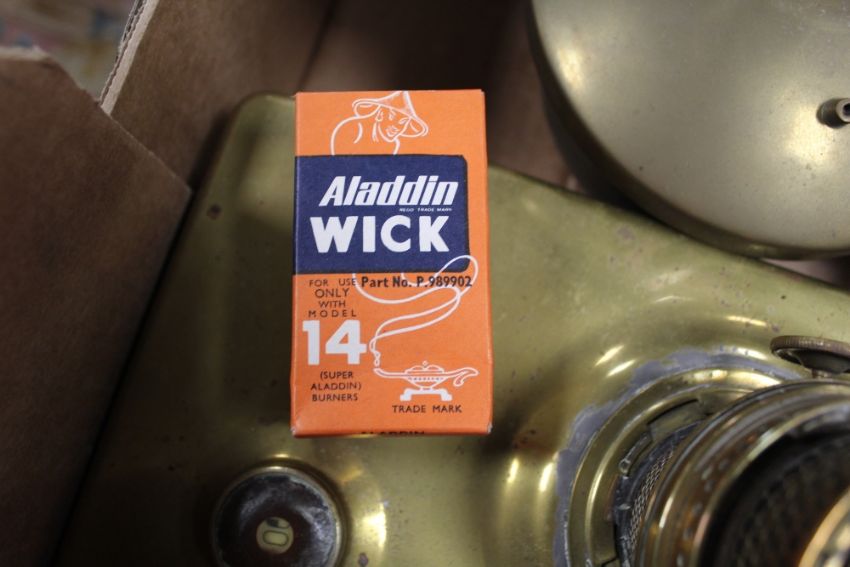 Aladdin
REGD TRADE MARK
WICK
FOR USE Part No. P.989902
ONLY
WITH
MODEL
14
(SUPER
ALADDIN)
BURNERS
TRADE MARK
ALADDIN